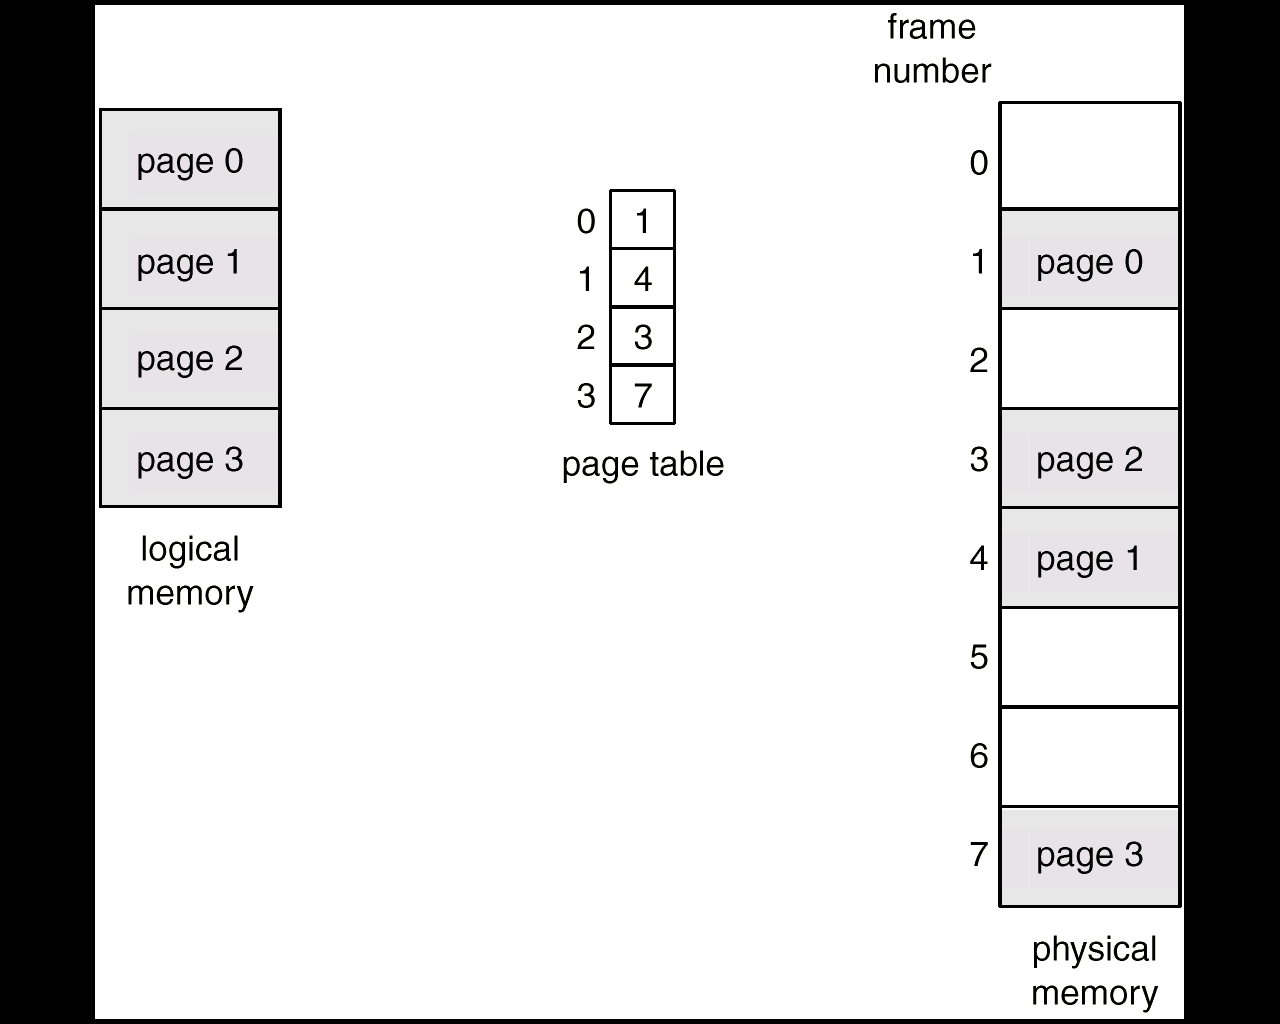 page 0
page 1
page 2
page 3
logical
memory
0 1
1 4
2 3
3 7
page table
frame
number
0
1 page 0
2
3 page 2
4 page 1
5
6
7 page 3
physical
memory